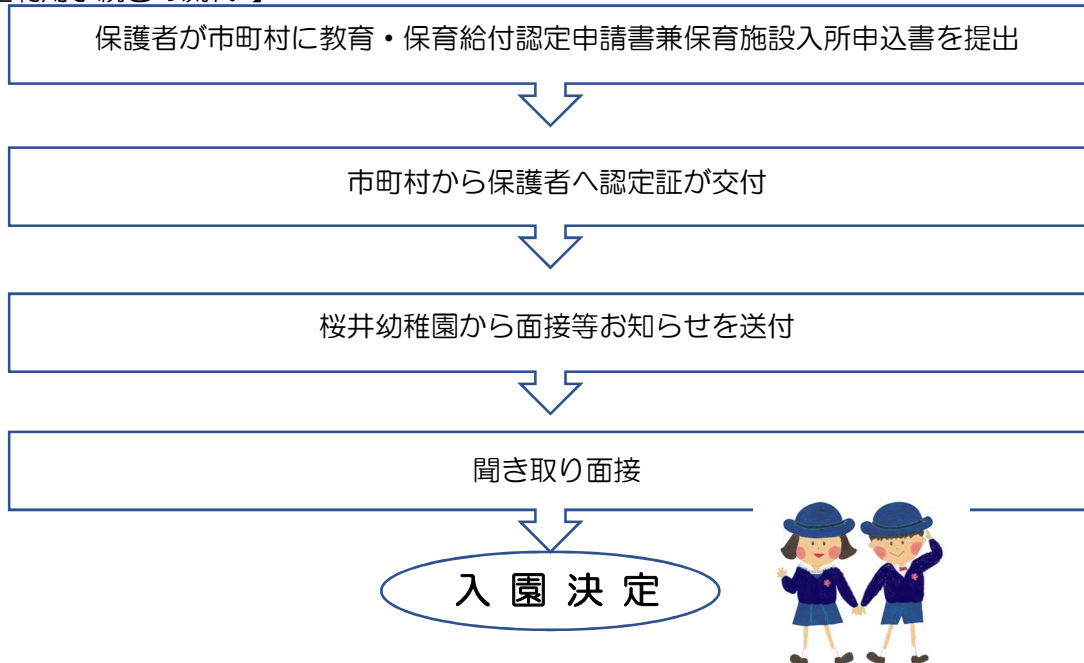 保護者が市町村に教育・保育給付認定申請書兼保育施設入所申込書を提出
市町村から保護者へ認定証が交付
桜井幼稚園から面接等お知らせを送付
聞き取り面接
入園決定